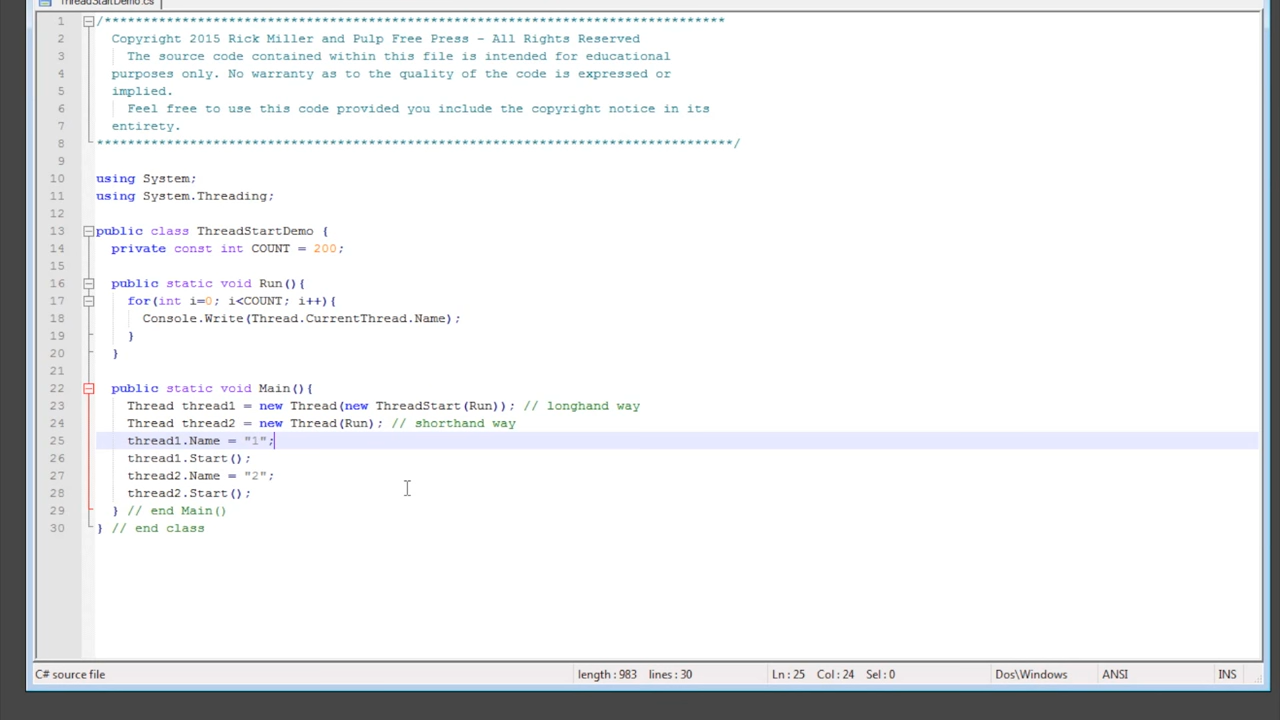 ThreadStartDemo.cs
1 /********************************************************************************
2 Copyright 2015 Rick Miller and Pulp Free Press - All Rights Reserved
3 The source code contained within this file is intended for educational
4 purposes only. No warranty as to the quality of the code is expressed or
5 implied.
6 Feel free to use this code provided you include the copyright notice in its
7 entirety.
8 **********************************************************************************/
9
10 using System;
11 using System.Threading;
12
13 public class ThreadStartDemo {
14 private const int COUNT = 200;
15
16 public static void Run(){
17 for(int i=0; i<COUNT; i++){
18 Console.Write(Thread.CurrentThread.Name);
19 }
20 }
21
22 public static void Main(){
23 Thread thread1 = new Thread(new ThreadStart(Run)); // longhand way
24 Thread thread2 = new Thread(Run); // shorthand way
25 thread1.Name = "1";
26 thread1.Start();
27 thread2.Name = "2";
28 thread2.Start();
29 } // end Main()
30 } // end class
C# source file length : 983 lines : 30 Ln : 25 Col : 24 Sel : 0 Dos\Windows ANSI INS